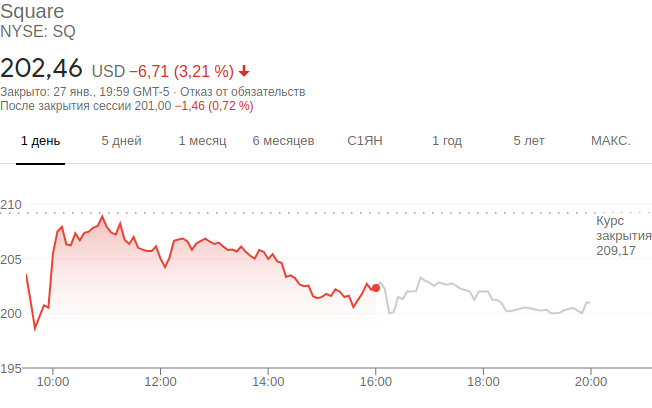 Square
NYSE: SQ
202,46 USD −6,71 (3,21 %)
Закрыто: 27 янв., 19:59 GMT-5 · Отказ от обязательств
После закрытия сессии 201,00 −1,46 (0,72 %)
1 день 5 дней 1 месяц 6 месяцев С1ЯН 1 год 5 лет МАКС.
210
Курс
закрытия
209,17
205
200
195
10:00 12:00 14:00 16:00 18:00 20:00